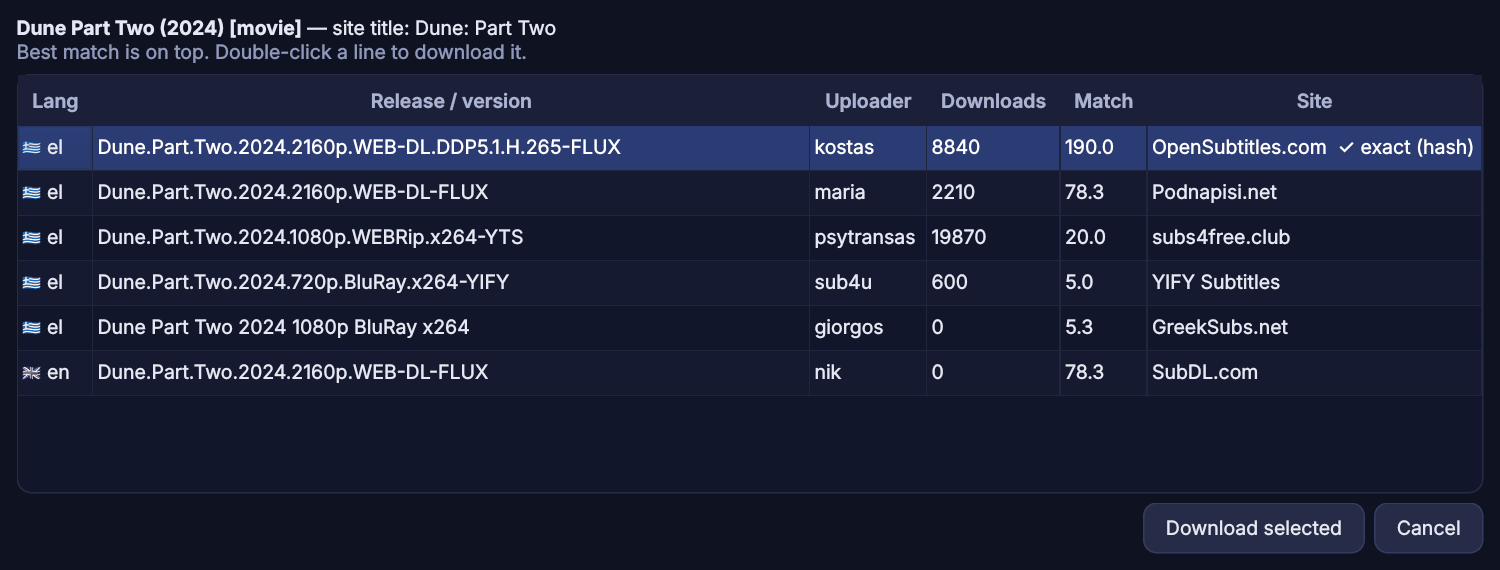 Dune Part Two (2024) [movie] — site title: Dune: Part Two
Best match is on top. Double-click a line to download it.
Lang Release / version Uploader Downloads Match Site
el Dune.Part.Two.2024.2160p.WEB-DL.DDP5.1.H.265-FLUX kostas 8840 190.0 OpenSubtitles.com ✓ exact (hash)
el Dune.Part.Two.2024.2160p.WEB-DL-FLUX maria 2210 78.3 Podnapisi.net
el Dune.Part.Two.2024.1080p.WEBRip.x264-YTS psytransas 19870 20.0 subs4free.club
el Dune.Part.Two.2024.720p.BluRay.x264-YIFY sub4u 600 5.0 YIFY Subtitles
el Dune Part Two 2024 1080p BluRay x264 giorgos 0 5.3 GreekSubs.net
en Dune.Part.Two.2024.2160p.WEB-DL-FLUX nik 0 78.3 SubDL.com
Download selected Cancel